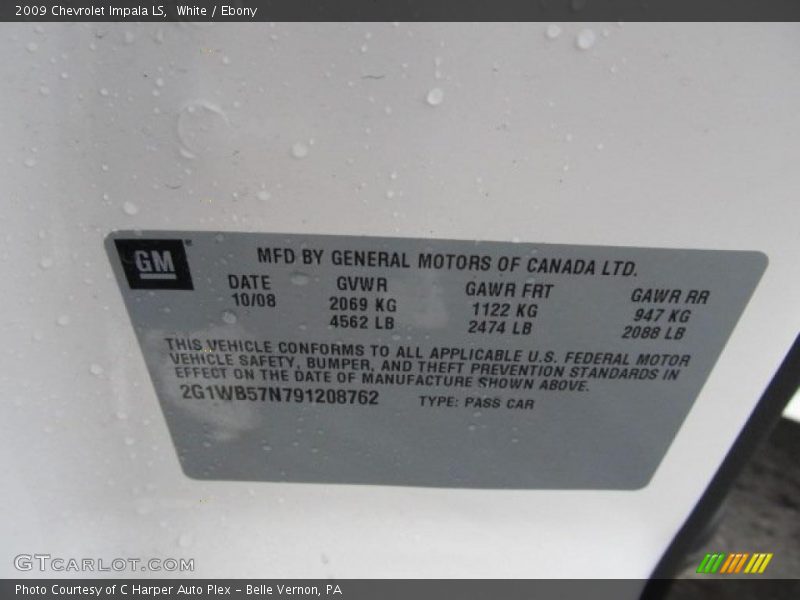 2009 Chevrolet Impala LS, White / Ebony
GM
MFD BY GENERAL MOTORS OF CANADA LTD.
DATE GVWR GAWR FRT GAWR RR
10/08 2069 KG 1122 KG 947 KG
4562 LB 2474 LB 2088 LB
THIS VEHICLE CONFORMS TO ALL APPLICABLE U.S. FEDERAL MOTOR
VEHICLE SAFETY, BUMPER, AND THEFT PREVENTION STANDARDS IN
EFFECT ON THE DATE OF MANUFACTURE SHOWN ABOVE.
2G1WB57N791208762 TYPE: PASS CAR
GTCARLOT.COM
Photo Courtesy of C Harper Auto Plex - Belle Vernon, PA